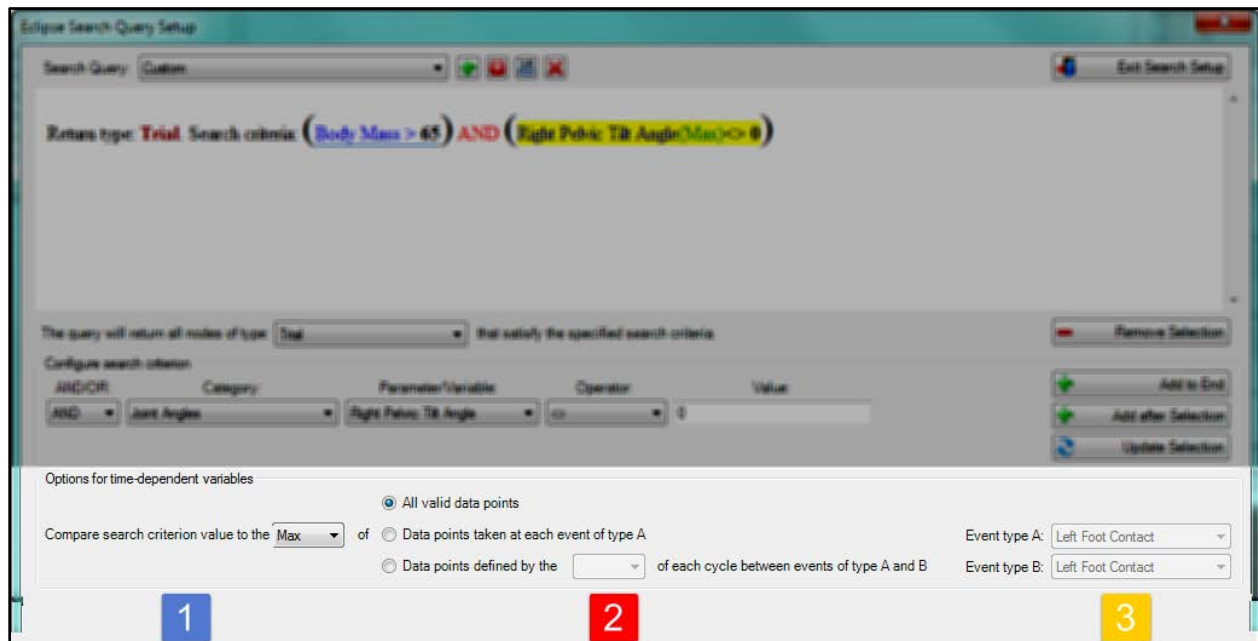 Eclipse Search Query Setup
Search Query: Custom Exit Search Setup
Return type: Trial. Search criteria: (Body Mass > 65) AND (Right Pelvic Tilt Angle(Max)<> 0)
The query will return all nodes of type: Trial that satisfy the specified search criteria. Remove Selection
Configure search criterion
AND/OR Category Parameter/Variable Operator Value Add to End
AND Joint Angles Right Pelvic Tilt Angle <> 0 Add after Selection
Update Selection
Options for time-dependent variables
All valid data points
Compare search criterion value to the Max of Data points taken at each event of type A Event type A: Left Foot Contact
Data points defined by the of each cycle between events of type A and B Event type B: Left Foot Contact
1 2 3